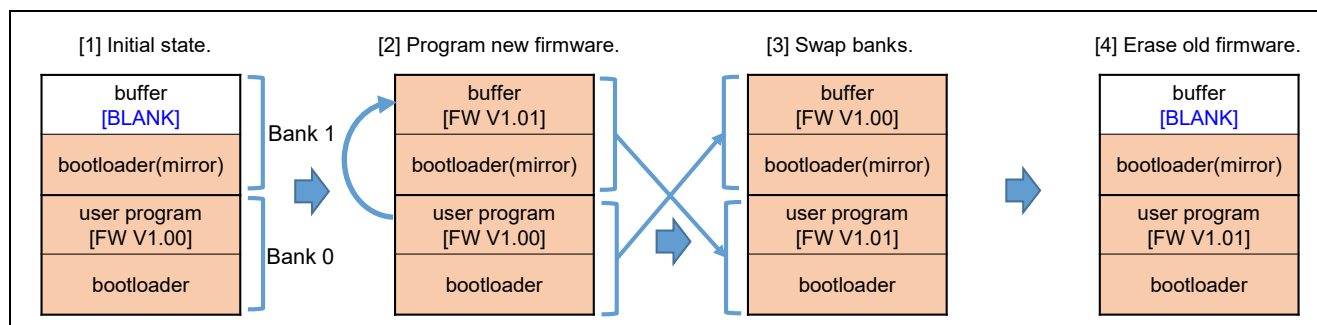 [1] Initial state.
buffer
[BLANK]
bootloader(mirror)
user program
[FW V1.00]
bootloader
Bank 1
Bank 0
[2] Program new firmware.
buffer
[FW V1.01]
bootloader(mirror)
user program
[FW V1.00]
bootloader
[3] Swap banks.
buffer
[FW V1.00]
bootloader(mirror)
user program
[FW V1.01]
bootloader
[4] Erase old firmware.
buffer
[BLANK]
bootloader(mirror)
user program
[FW V1.01]
bootloader